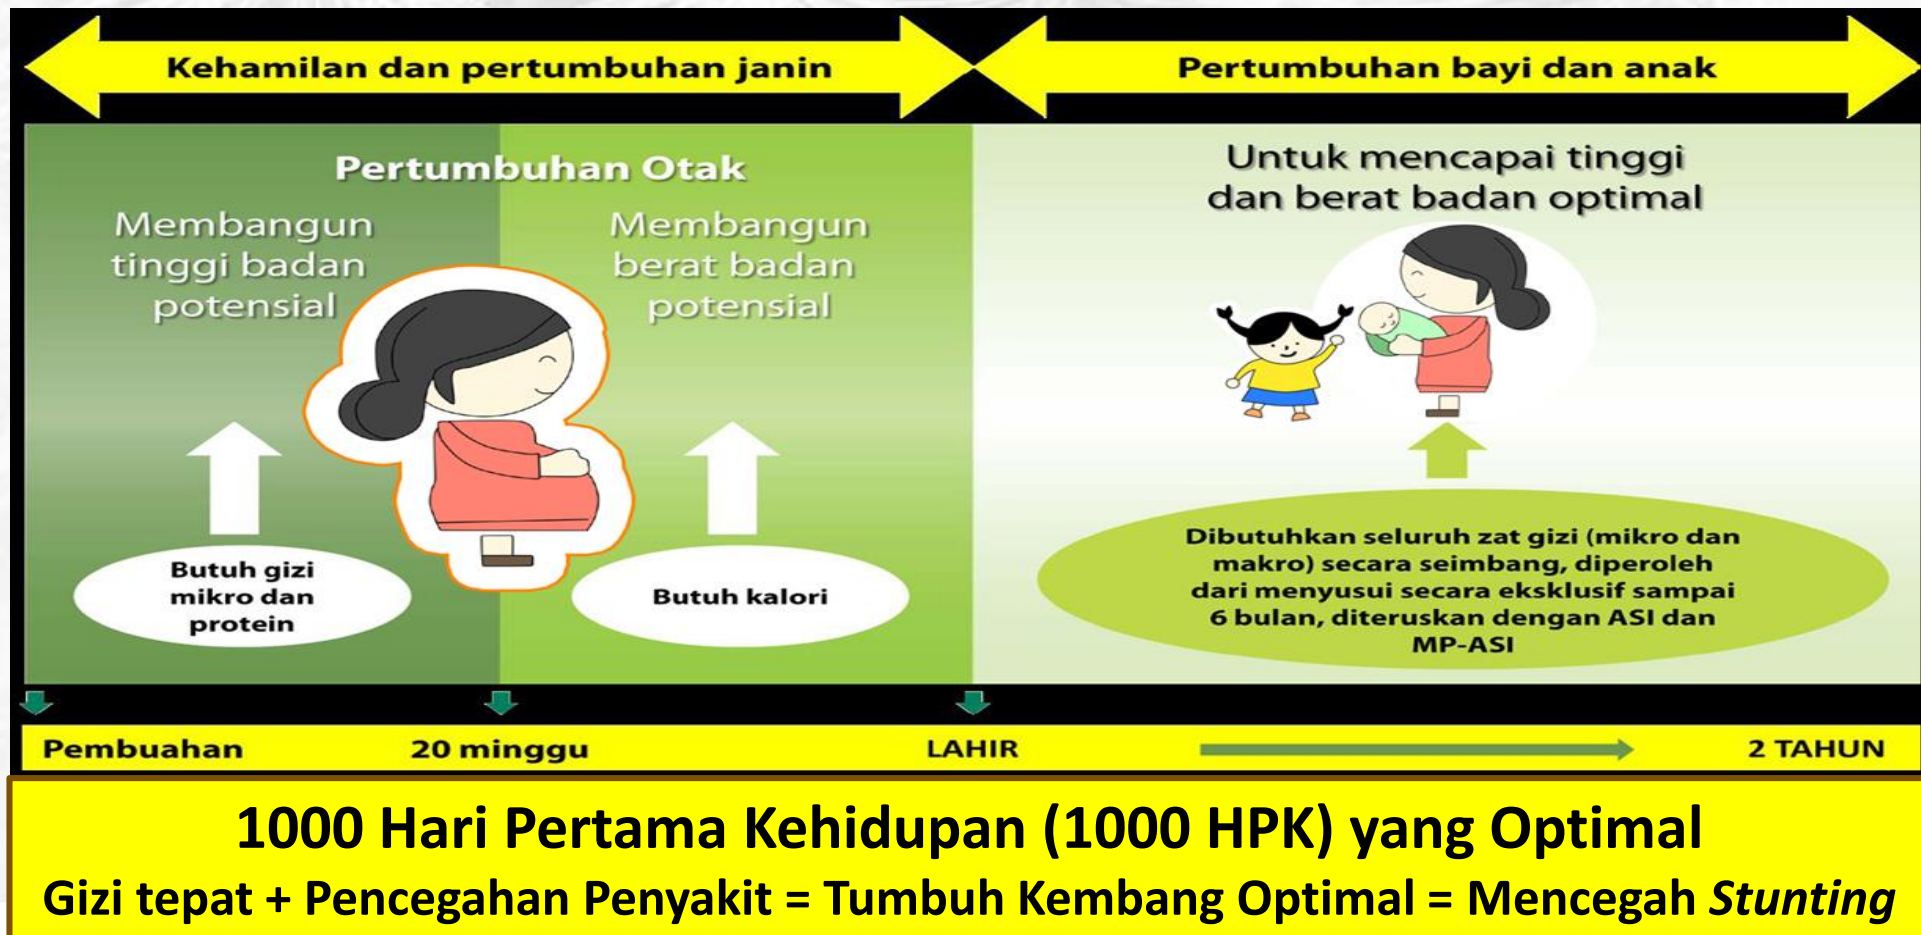 Kehamilan dan pertumbuhan janin
Pertumbuhan bayi dan anak
Pertumbuhan Otak
Membangun
tinggi badan
potensial
Membangun
berat badan
potensial
Untuk mencapai tinggi
dan berat badan optimal
Butuh gizi
mikro dan
protein
Butuh kalori
Dibutuhkan seluruh zat gizi (mikro dan
makro) secara seimbang, diperoleh
dari menyusui secara eksklusif sampai
6 bulan, diteruskan dengan ASI dan
MP-ASI
Pembuahan
20 minggu
LAHIR
2 TAHUN
1000 Hari Pertama Kehidupan (1000 HPK) yang Optimal
Gizi tepat + Pencegahan Penyakit = Tumbuh Kembang Optimal = Mencegah Stunting